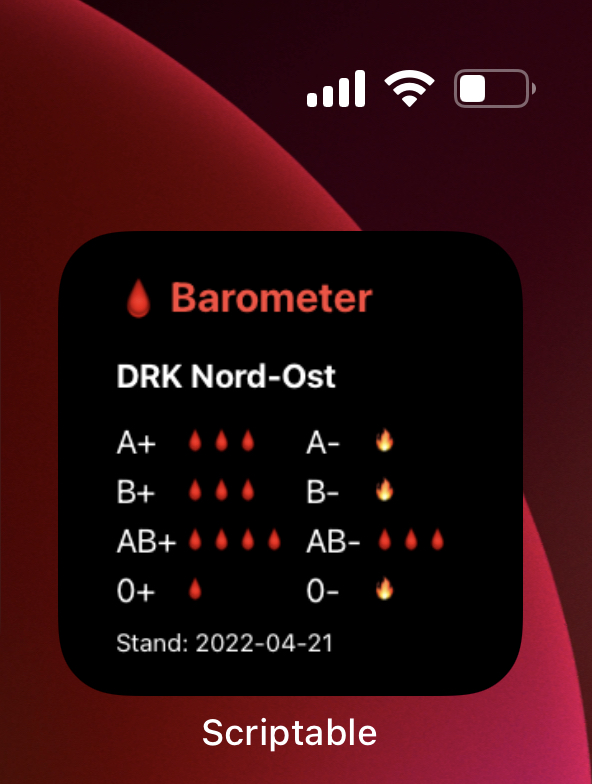 Barometer
DRK Nord-Ost
A+ A-
B+ B-
AB+ AB-
0+ 0-
Stand: 2022-04-21
Scriptable